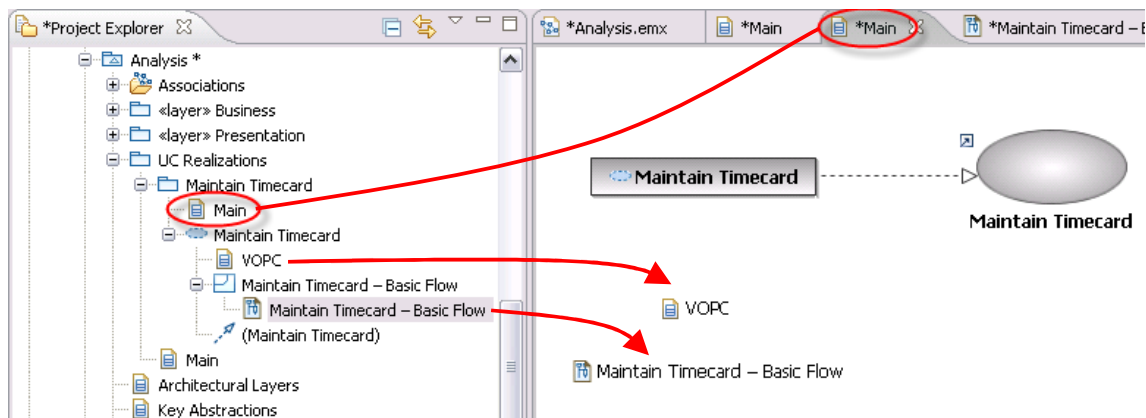 *Project Explorer
Analysis *
Associations
«layer» Business
«layer» Presentation
UC Realizations
Maintain Timecard
Main
Maintain Timecard
VOPC
Maintain Timecard – Basic Flow
Maintain Timecard – Basic Flow
(Maintain Timecard)
Main
Architectural Layers
Key Abstractions
*Analysis.emx
*Main
*Main
*Maintain Timecard – B
Maintain Timecard
Maintain Timecard
VOPC
Maintain Timecard – Basic Flow